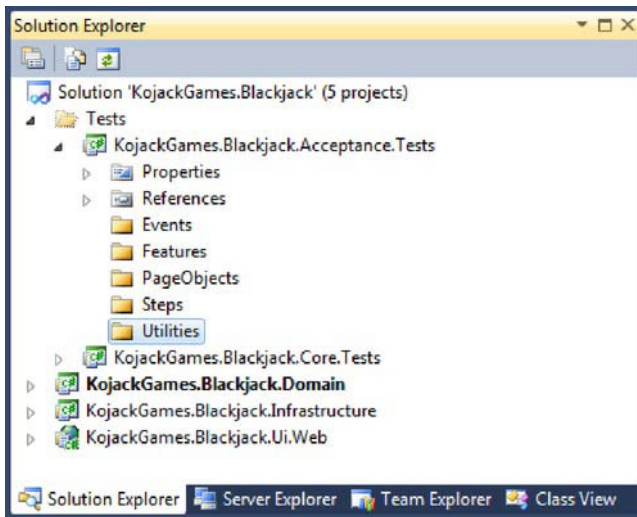 Solution Explorer
Solution 'KojackGames.Blackjack' (5 projects)
Tests
KojackGames.Blackjack.Acceptance.Tests
Properties
References
Events
Features
PageObjects
Steps
Utilities
KojackGames.Blackjack.Core.Tests
KojackGames.Blackjack.Domain
KojackGames.Blackjack.Infrastructure
KojackGames.Blackjack.Ui.Web
Solution Explorer Server Explorer Team Explorer Class View